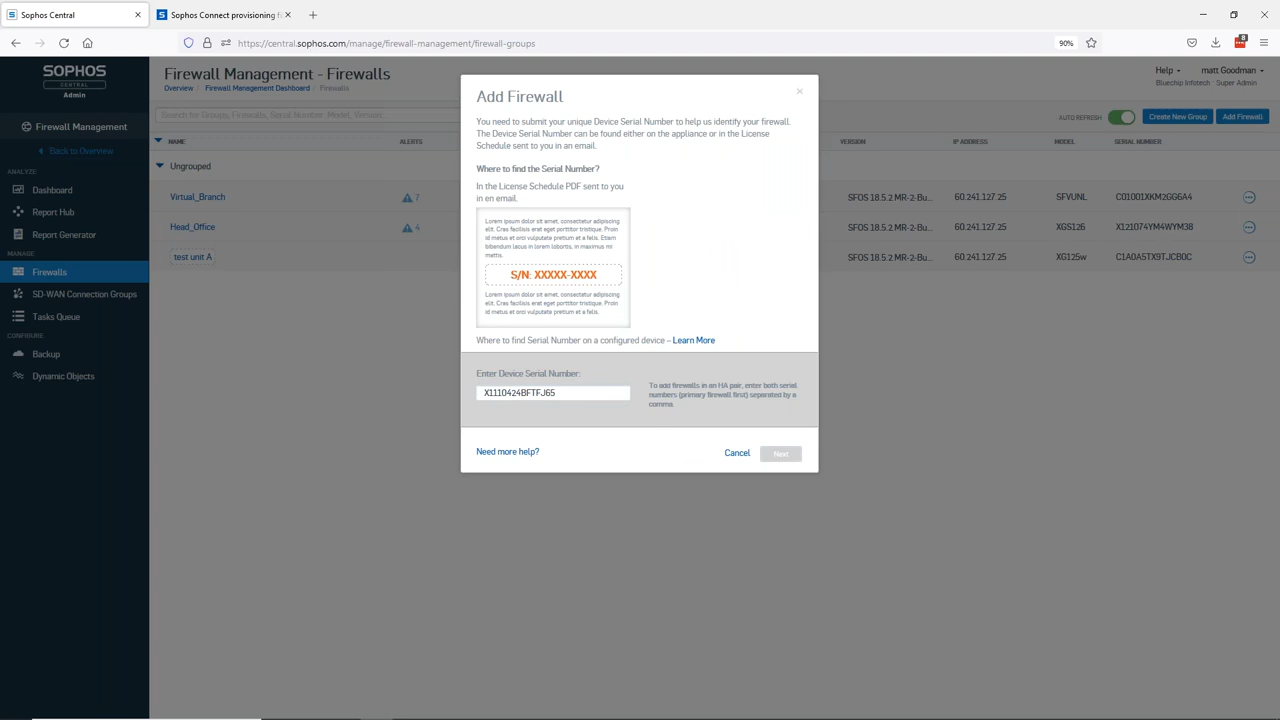 Sophos Central
Sophos Connect provisioning f
https://central.sophos.com/manage/firewall-management/firewall-groups
90%
8
SOPHOS
CENTRAL
Admin
Firewall Management
Back to Overview
ANALYZE
Dashboard
Report Hub
Report Generator
MANAGE
Firewalls
SD-WAN Connection Groups
Tasks Queue
CONFIGURE
Backup
Dynamic Objects
Firewall Management - Firewalls
Overview / Firewall Management Dashboard / Firewalls
Help
matt Goodman
Bluechip Infotech · Super Admin
Search for Groups, Firewalls, Serial Number, Model, Version.
AUTO REFRESH
Create New Group
Add Firewall
NAME ALERTS VERSION IP ADDRESS MODEL SERIAL NUMBER
Ungrouped
Virtual_Branch 7 SFOS 18.5.2 MR-2-Bu... 60.241.127.25 SFVUNL C01001XKM2GG6A4
Head_Office 4 SFOS 18.5.2 MR-2-Bu... 60.241.127.25 XGS126 X121074YM4WYM38
test unit A SFOS 18.5.2 MR-2-Bu... 60.241.127.25 XG125w C1A0A5TX9TJCB0C
Add Firewall
You need to submit your unique Device Serial Number to help us identify your firewall.
The Device Serial Number can be found either on the appliance or in the License
Schedule sent to you in an email.
Where to find the Serial Number?
In the License Schedule PDF sent to you
in en email.
Lorem ipsum dolor sit amet, consectetur adipiscing
elit. Cras facilisis erat eget porttitor tristique. Proin
id metus et orci vulputate pretium et a felis. Etiam
bibendum lacus in lorem lobortis, in maximus mi
mattis.
S/N: XXXXX-XXXX
Lorem ipsum dolor sit amet, consectetur adipiscing
elit. Cras facilisis erat eget porttitor tristique. Proin
id metus et orci vulputate pretium et a felis.
Where to find Serial Number on a configured device – Learn More
Enter Device Serial Number:
X1110424BFTFJ65
To add firewalls in an HA pair, enter both serial
numbers (primary firewall first) separated by a
comma.
Need more help?
Cancel
Next